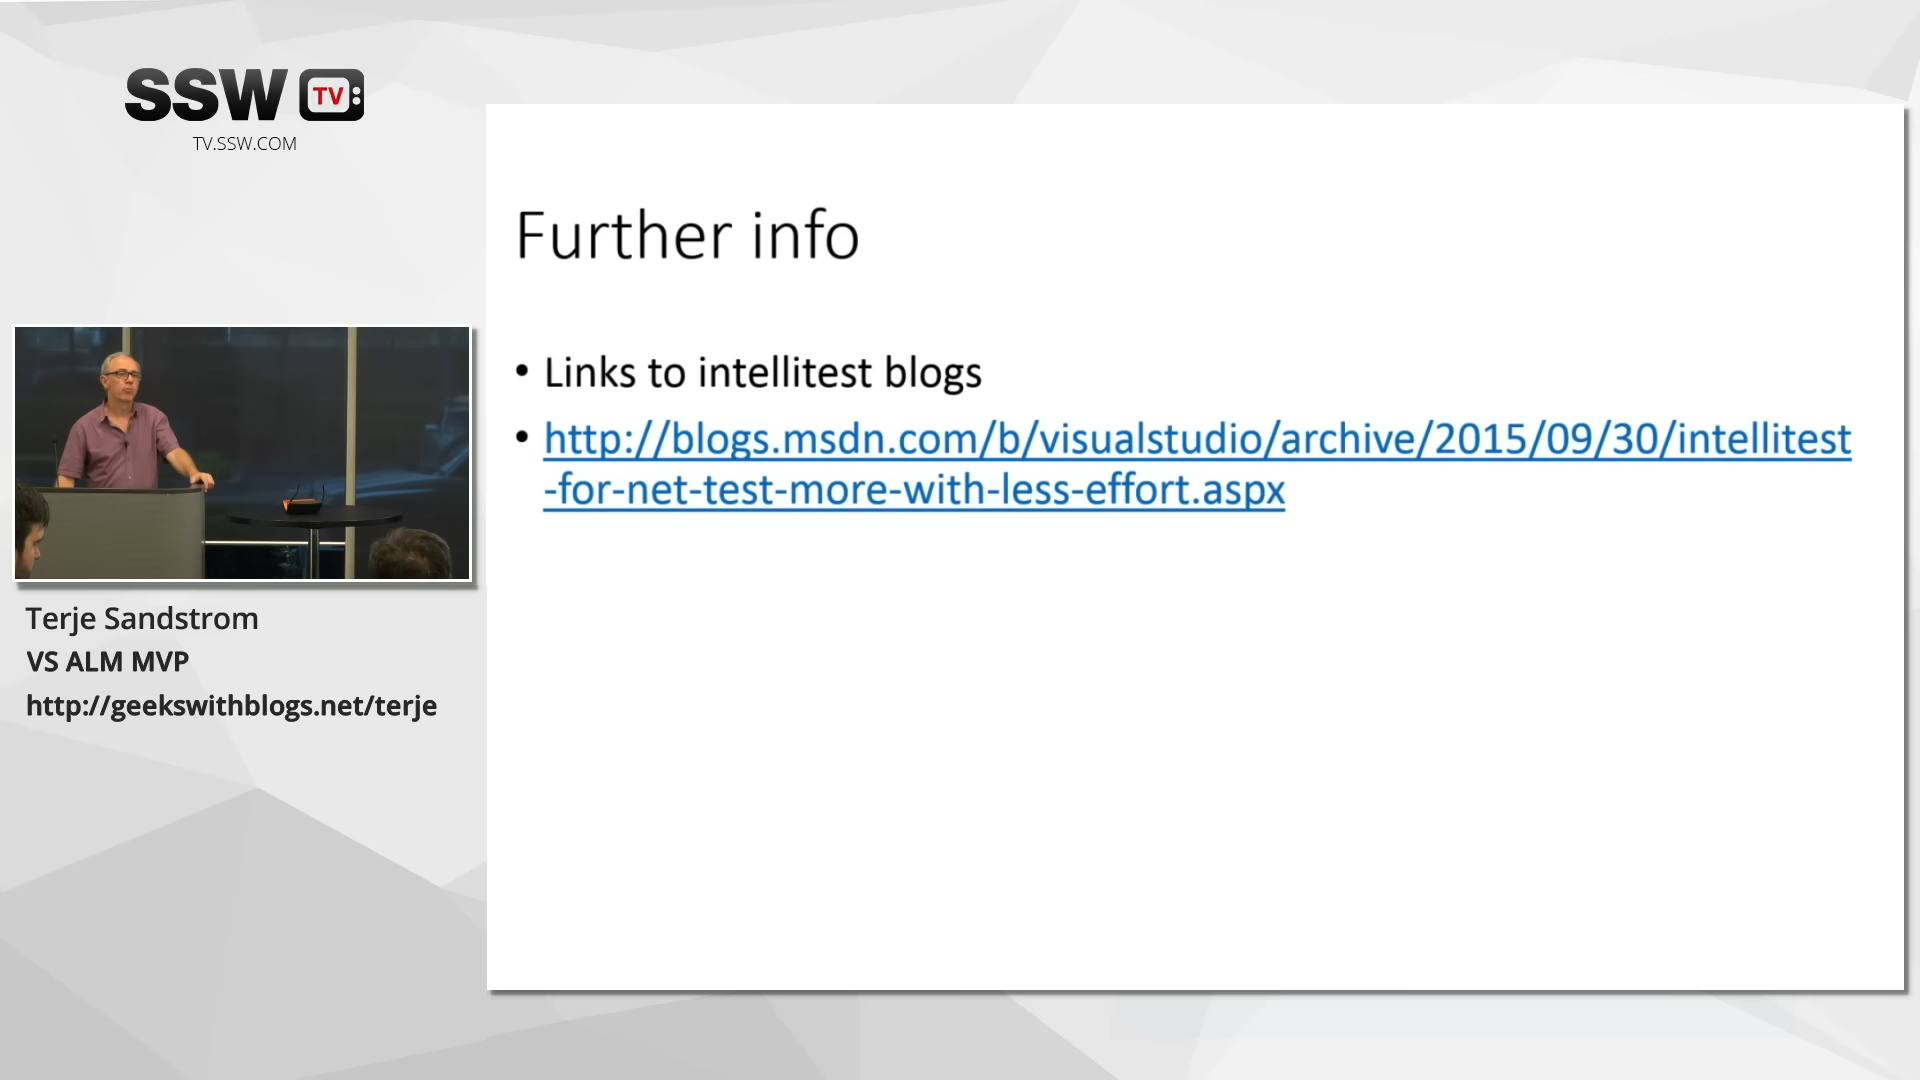 SSW TV:
TV.SSW.COM
Further info
• Links to intellitest blogs
• http://blogs.msdn.com/b/visualstudio/archive/2015/09/30/intellitest
-for-net-test-more-with-less-effort.aspx
Terje Sandstrom
VS ALM MVP
http://geekswithblogs.net/terje